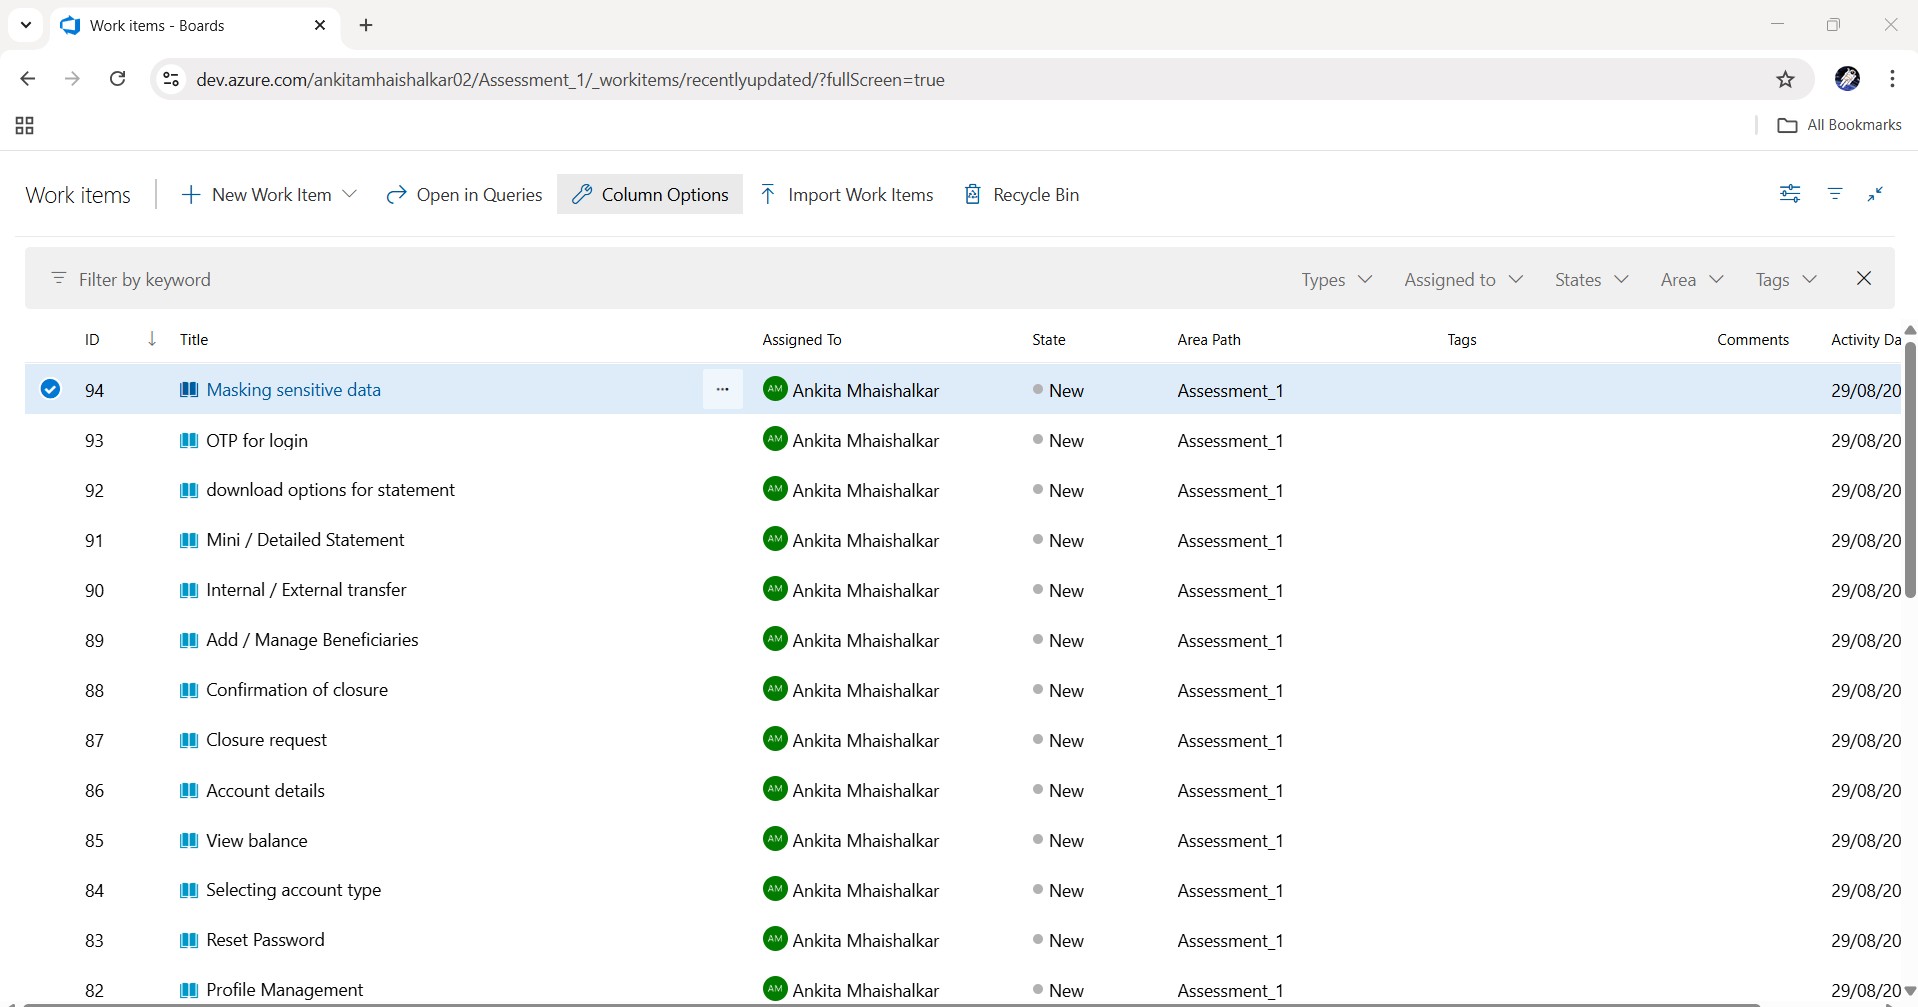 Work items - Boards
dev.azure.com/ankitamhaishalkar02/Assessment_1/_workitems/recentlyupdated/?fullScreen=true
All Bookmarks
Work items New Work Item Open in Queries Column Options Import Work Items Recycle Bin
Filter by keyword Types Assigned to States Area Tags
ID Title Assigned To State Area Path Tags Comments Activity Da
94 Masking sensitive data ... AM Ankita Mhaishalkar New Assessment_1 29/08/20
93 OTP for login AM Ankita Mhaishalkar New Assessment_1 29/08/20
92 download options for statement AM Ankita Mhaishalkar New Assessment_1 29/08/20
91 Mini / Detailed Statement AM Ankita Mhaishalkar New Assessment_1 29/08/20
90 Internal / External transfer AM Ankita Mhaishalkar New Assessment_1 29/08/20
89 Add / Manage Beneficiaries AM Ankita Mhaishalkar New Assessment_1 29/08/20
88 Confirmation of closure AM Ankita Mhaishalkar New Assessment_1 29/08/20
87 Closure request AM Ankita Mhaishalkar New Assessment_1 29/08/20
86 Account details AM Ankita Mhaishalkar New Assessment_1 29/08/20
85 View balance AM Ankita Mhaishalkar New Assessment_1 29/08/20
84 Selecting account type AM Ankita Mhaishalkar New Assessment_1 29/08/20
83 Reset Password AM Ankita Mhaishalkar New Assessment_1 29/08/20
82 Profile Management AM Ankita Mhaishalkar New Assessment_1 29/08/20